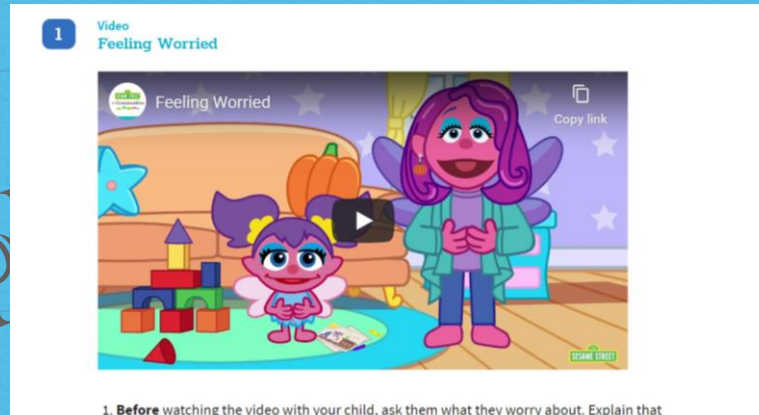 1
Video
Feeling Worried
Feeling Worried
Copy link
SESAME STREET
1. Before watching the video with your child, ask them what they worry about. Explain that